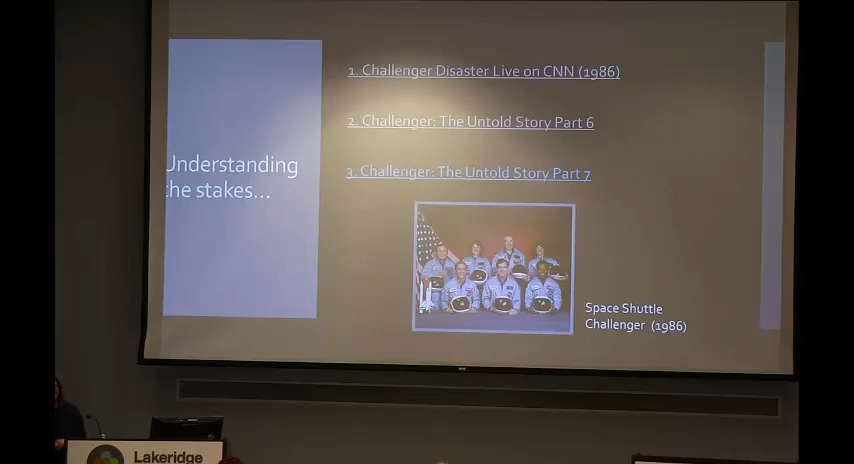 Understanding
the stakes...
1. Challenger Disaster Live on CNN (1986)
2. Challenger: The Untold Story Part 6
3. Challenger: The Untold Story Part 7
Space Shuttle
Challenger (1986)
Lakeridge